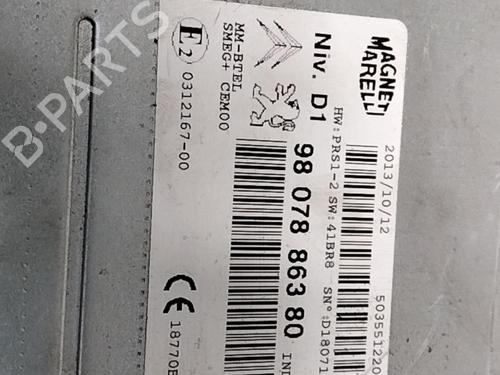 MAGNETI
MARELLI
2013/10/12
503551220
Niv. D1
HW:PRS1-2 SW:41BR8 SN°:D18071
98 078 863 80
IND
MM-BTEL
SMEG+ CEM00
E2 0312167-00
CE 18770E
B-PARTS